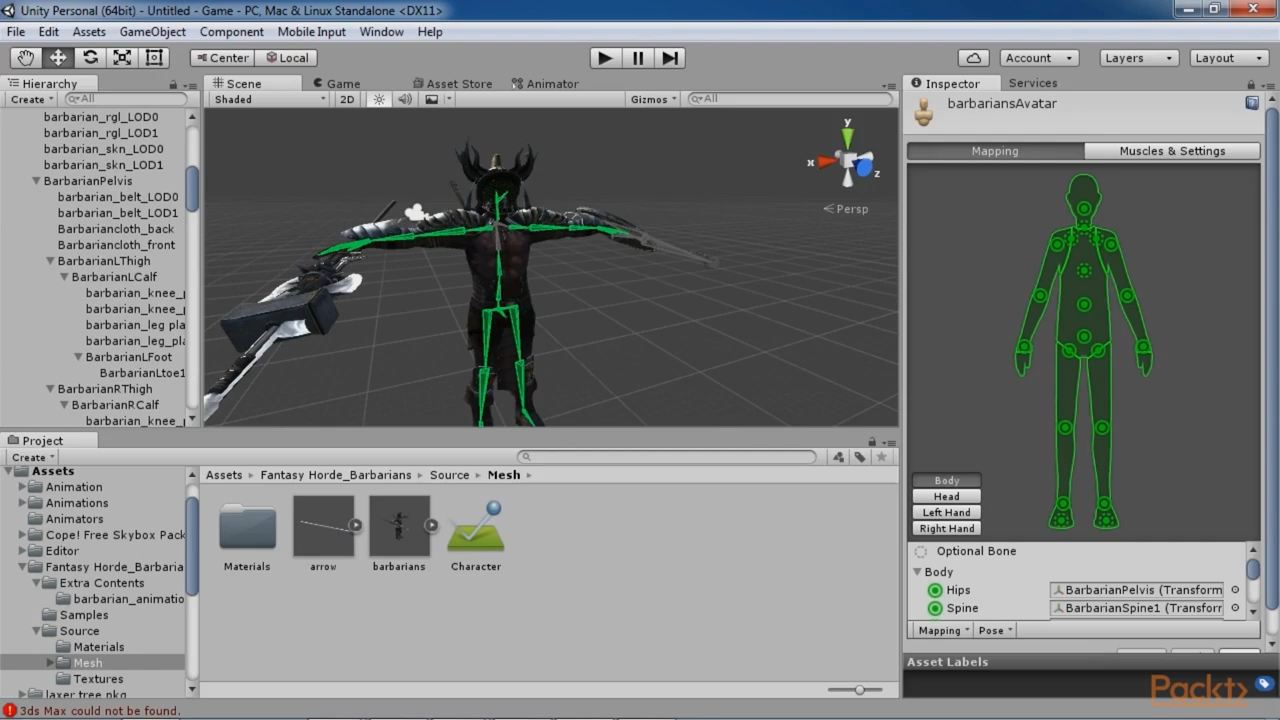 Unity Personal (64bit) - Untitled - Game - PC, Mac & Linux Standalone <DX11>
File Edit Assets GameObject Component Mobile Input Window Help
Center Local Account Layers Layout
Hierarchy
Create All
barbarian_rgl_LOD0
barbarian_rgl_LOD1
barbarian_skn_LOD0
barbarian_skn_LOD1
BarbarianPelvis
barbarian_belt_LOD0
barbarian_belt_LOD1
Barbariancloth_back
Barbariancloth_front
BarbarianLThigh
BarbarianLCalf
barbarian_knee_p
barbarian_knee_p
barbarian_leg pla
barbarian_leg_pla
BarbarianLFoot
BarbarianLtoe1
BarbarianRThigh
BarbarianRCalf
barbarian_knee_p
Scene Game Asset Store Animator
Shaded 2D Gizmos All
y
x
z
Persp
Inspector Services
barbariansAvatar
Mapping Muscles & Settings
Body
Head
Left Hand
Right Hand
Optional Bone
Body
Hips BarbarianPelvis (Transform
Spine BarbarianSpine1 (Transforr
Mapping Pose
Asset Labels
Project
Create
Assets
Animation
Animations
Animators
Cope! Free Skybox Pack
Editor
Fantasy Horde_Barbaria
Extra Contents
barbarian_animatio
Samples
Source
Materials
Mesh
Textures
laxer tree pkg
Assets Fantasy Horde_Barbarians Source Mesh
Materials arrow barbarians Character
3ds Max could not be found.
Packt>